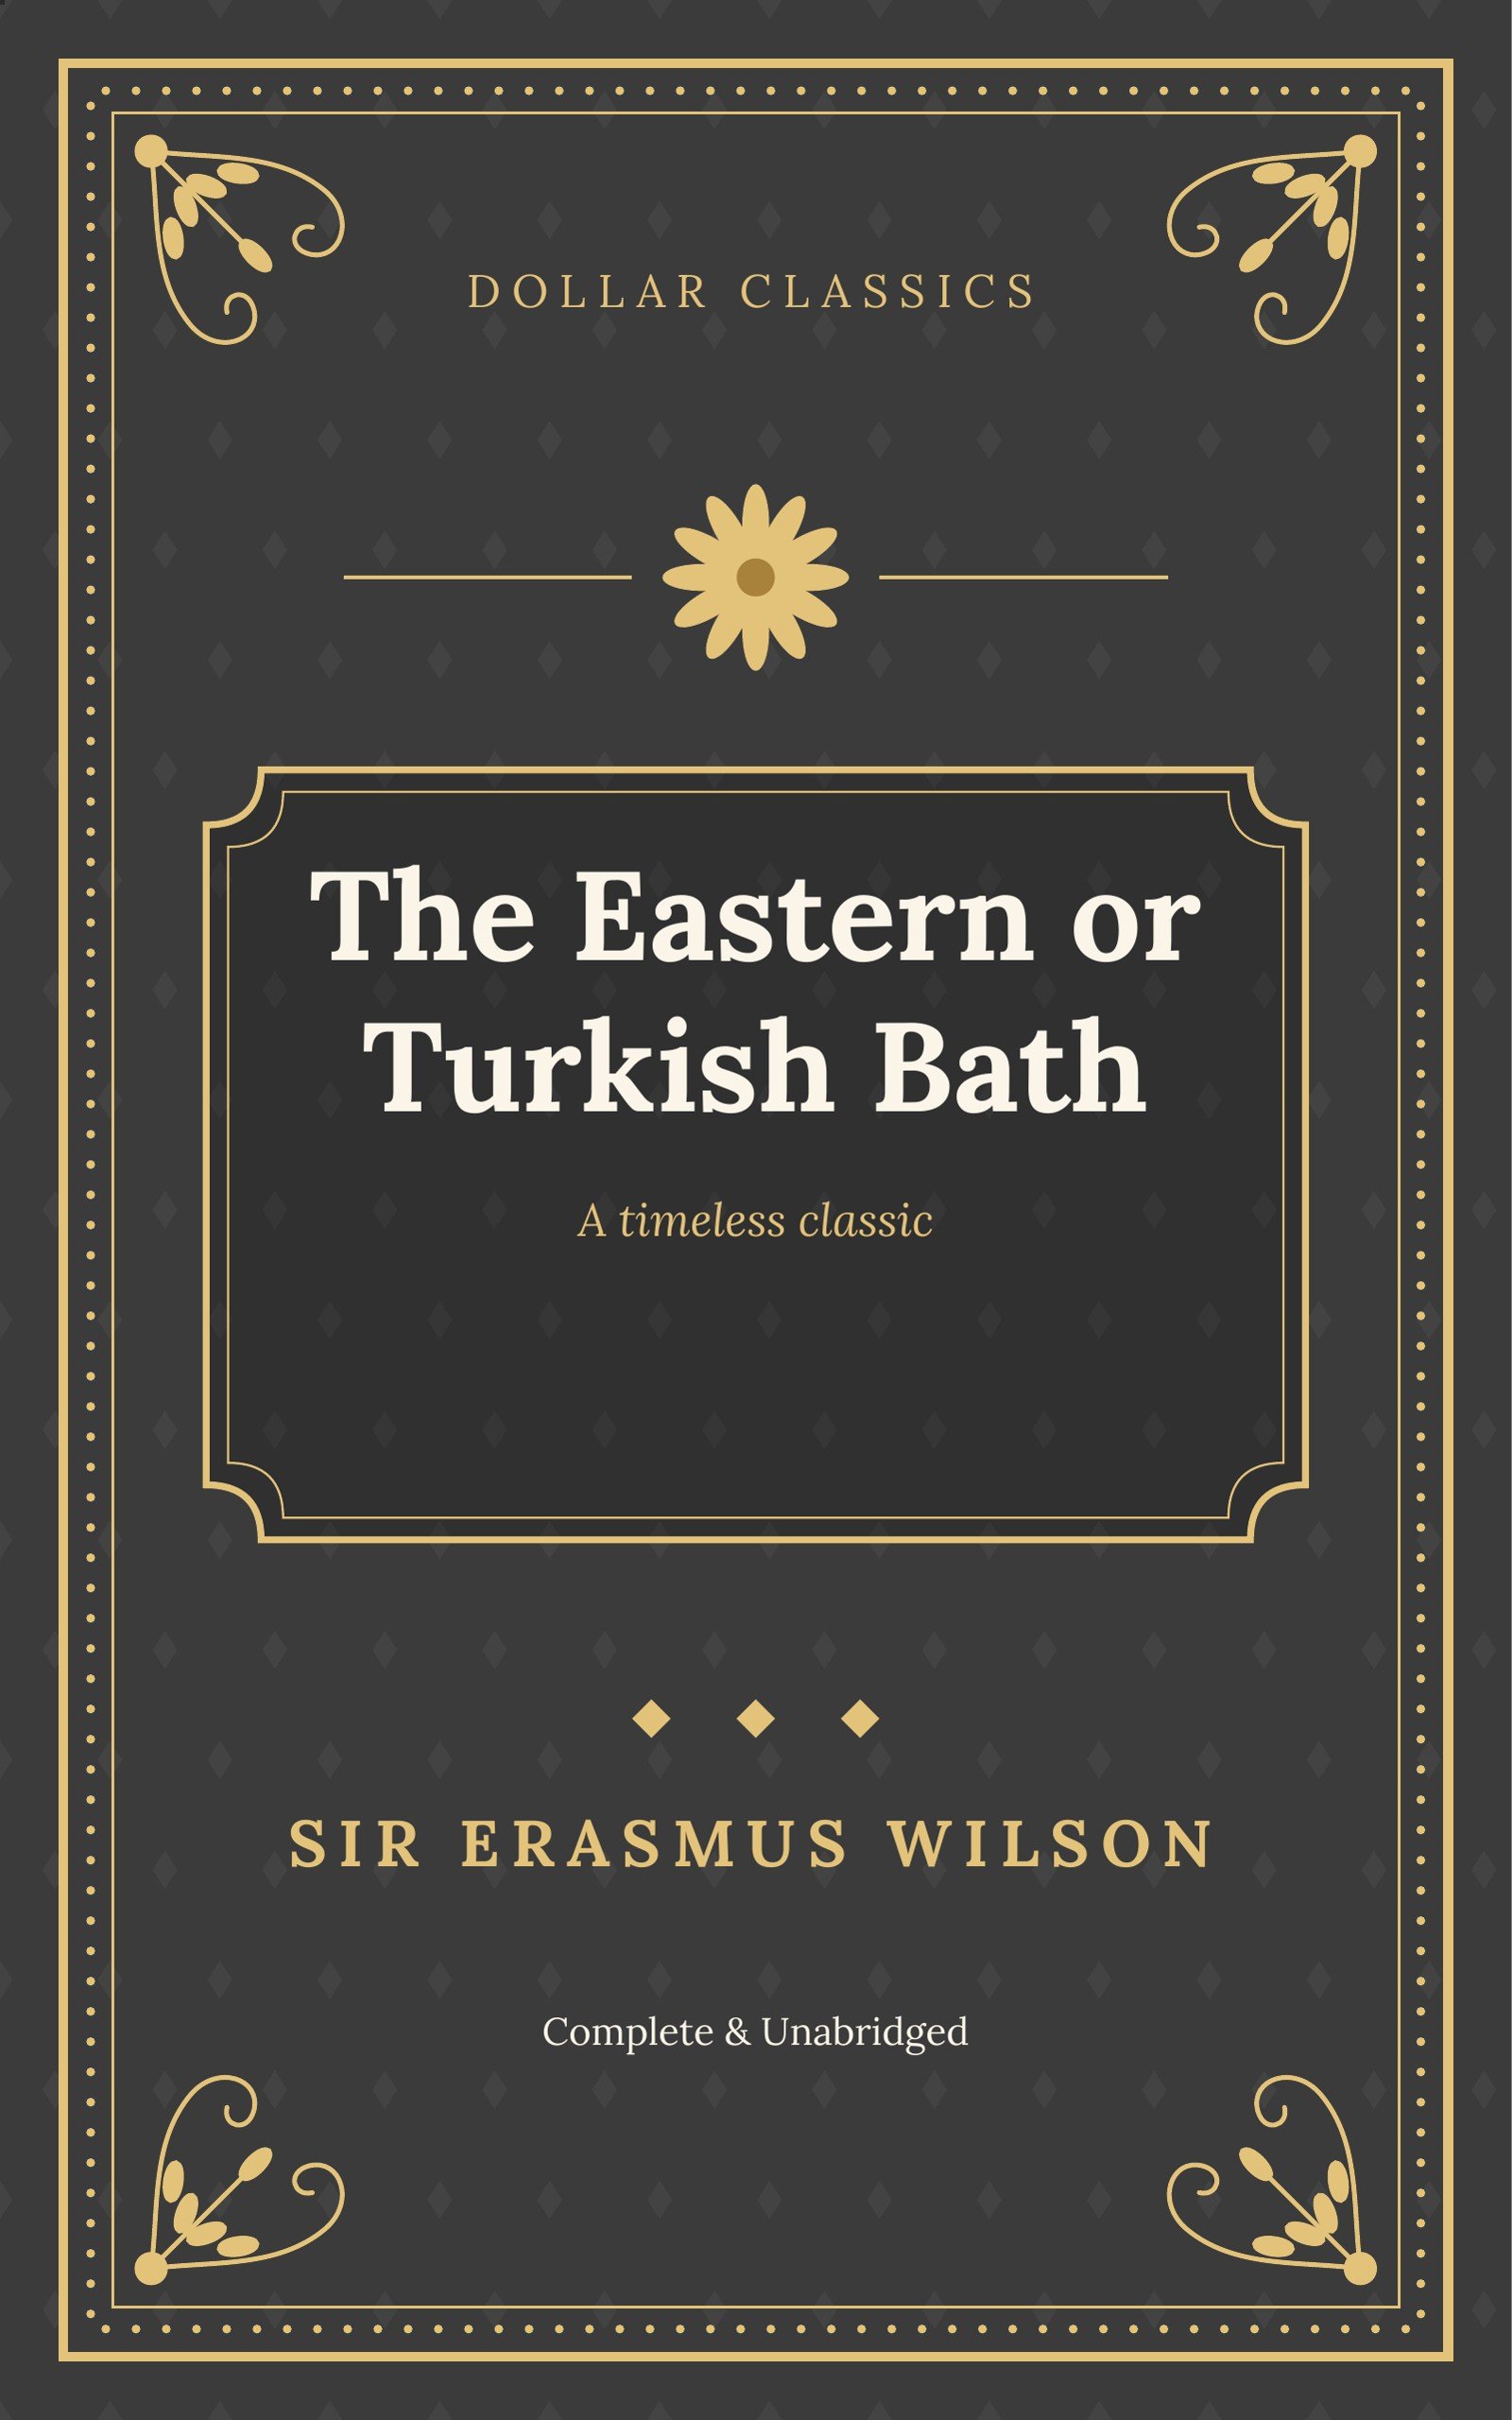 DOLLAR CLASSICS
The Eastern or
Turkish Bath
A timeless classic
SIR ERASMUS WILSON
Complete & Unabridged